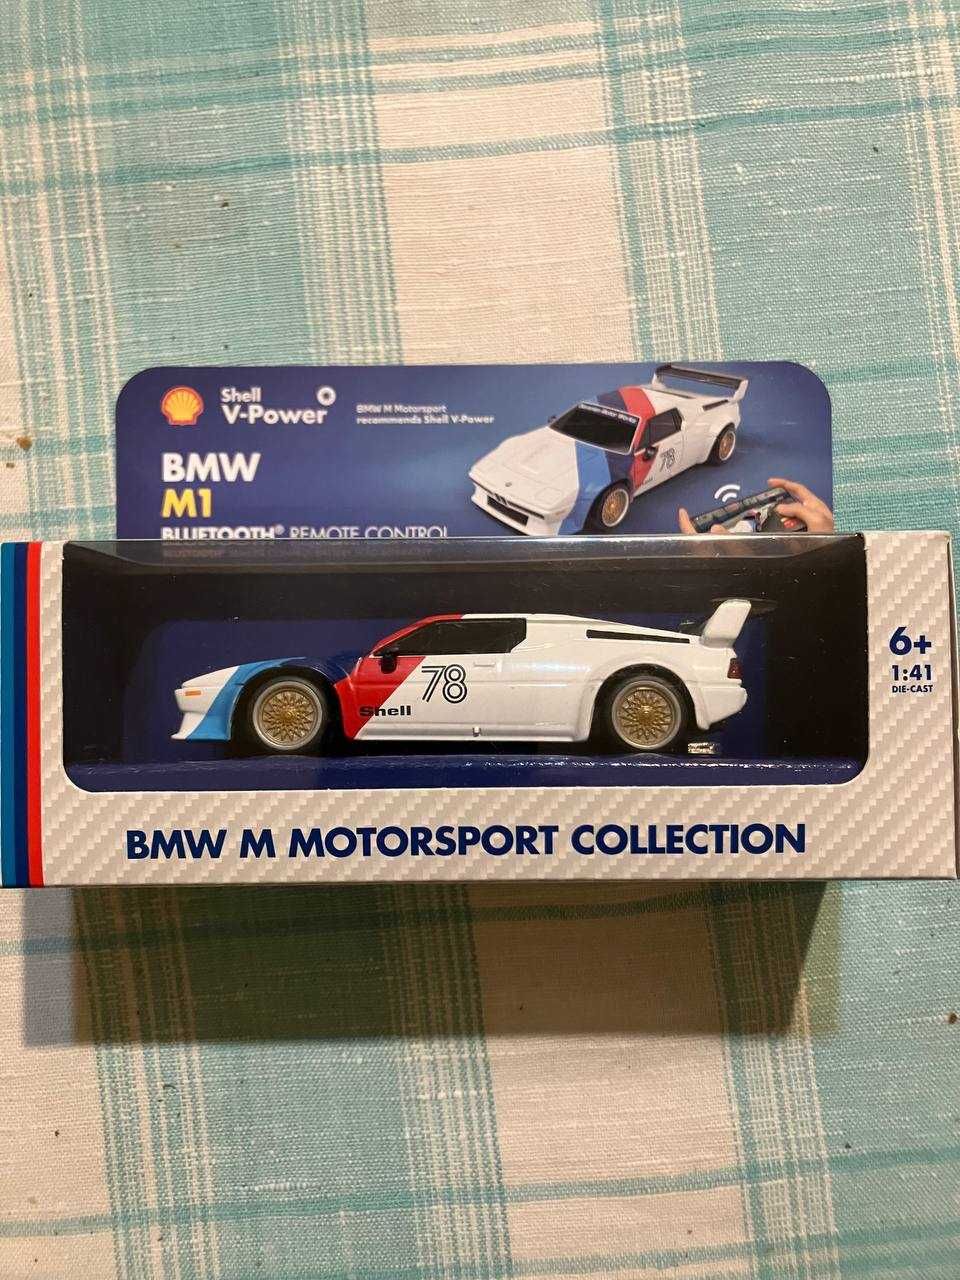 Shell
V-Power
BMW M Motorsport
recommends Shell V-Power
BMW
M1
BLUETOOTH® REMOTE CONTROL
78
78
Shell
6+
1:41
DIE-CAST
BMW M MOTORSPORT COLLECTION